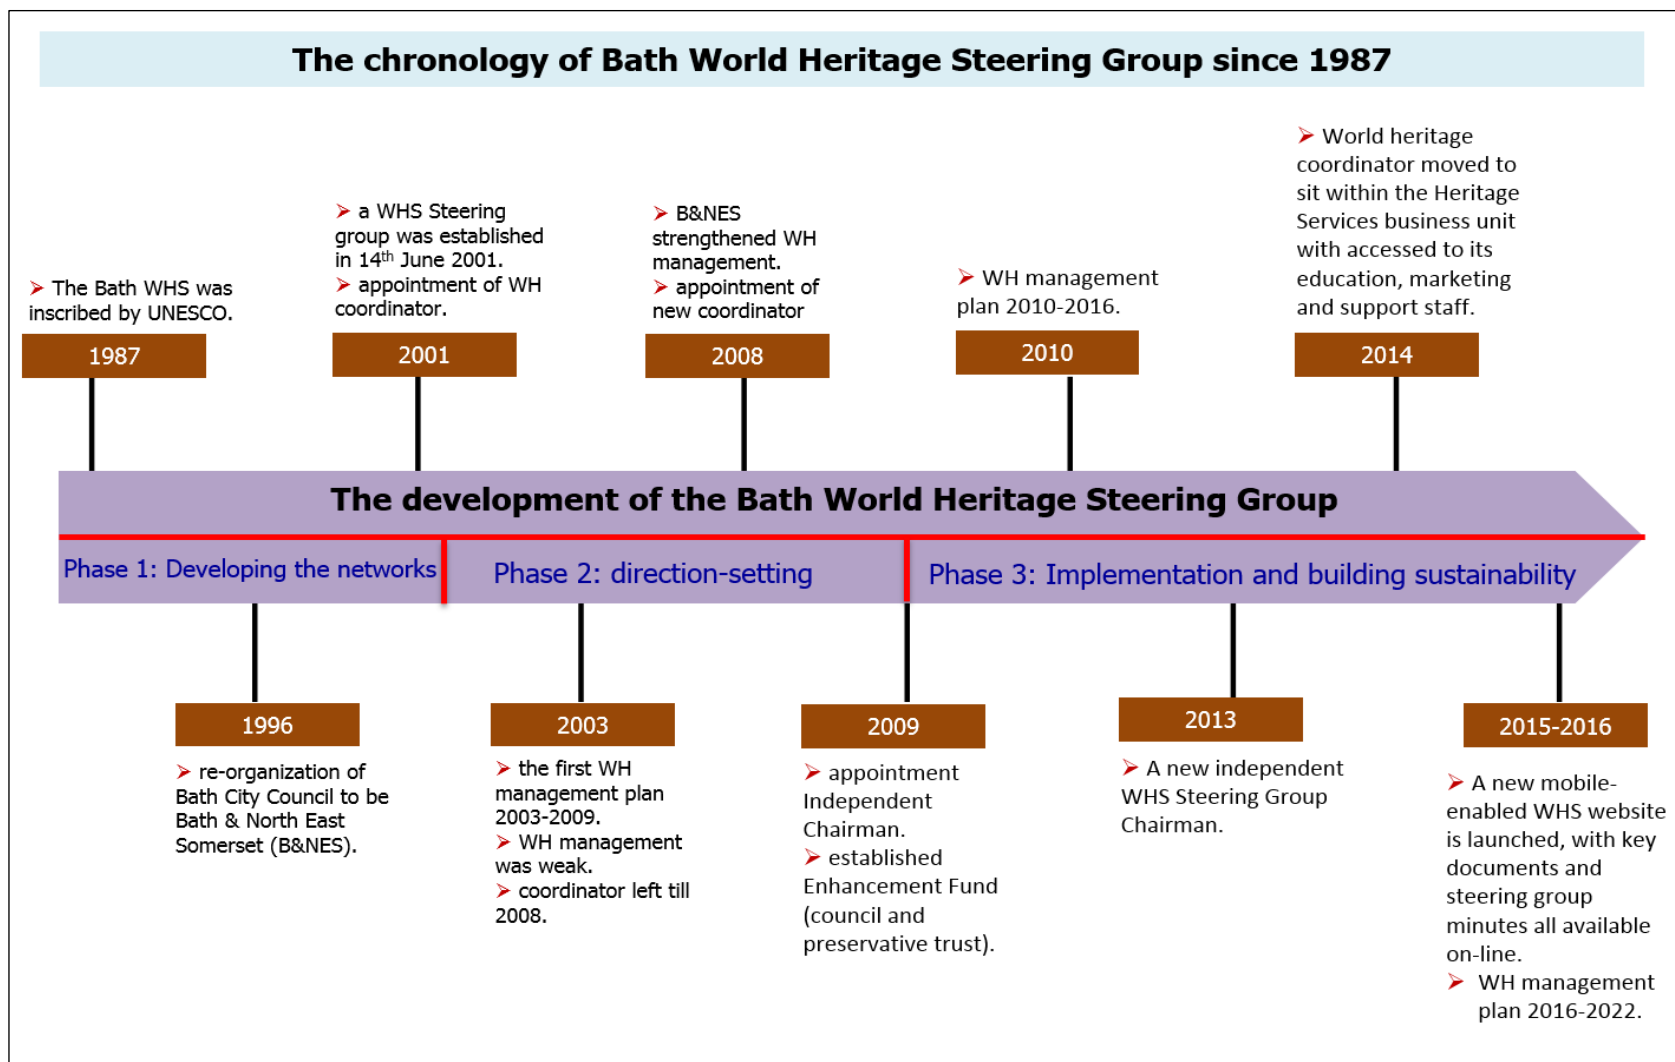 The chronology of Bath World Heritage Steering Group since 1987
➢ The Bath WHS was
inscribed by UNESCO.
1987
➢ a WHS Steering
group was established
in 14th June 2001.
➢ appointment of WH
coordinator.
2001
➢ B&NES
strengthened WH
management.
➢ appointment of
new coordinator
2008
➢ WH management
plan 2010-2016.
2010
➢ World heritage
coordinator moved to
sit within the Heritage
Services business unit
with accessed to its
education, marketing
and support staff.
2014
The development of the Bath World Heritage Steering Group
Phase 1: Developing the networks
Phase 2: direction-setting
Phase 3: Implementation and building sustainability
1996
➢ re-organization of
Bath City Council to be
Bath & North East
Somerset (B&NES).
2003
➢ the first WH
management plan
2003-2009.
➢ WH management
was weak.
➢ coordinator left till
2008.
2009
➢ appointment
Independent
Chairman.
➢ established
Enhancement Fund
(council and
preservative trust).
2013
➢ A new independent
WHS Steering Group
Chairman.
2015-2016
➢ A new mobile-
enabled WHS website
is launched, with key
documents and
steering group
minutes all available
on-line.
➢ WH management
plan 2016-2022.